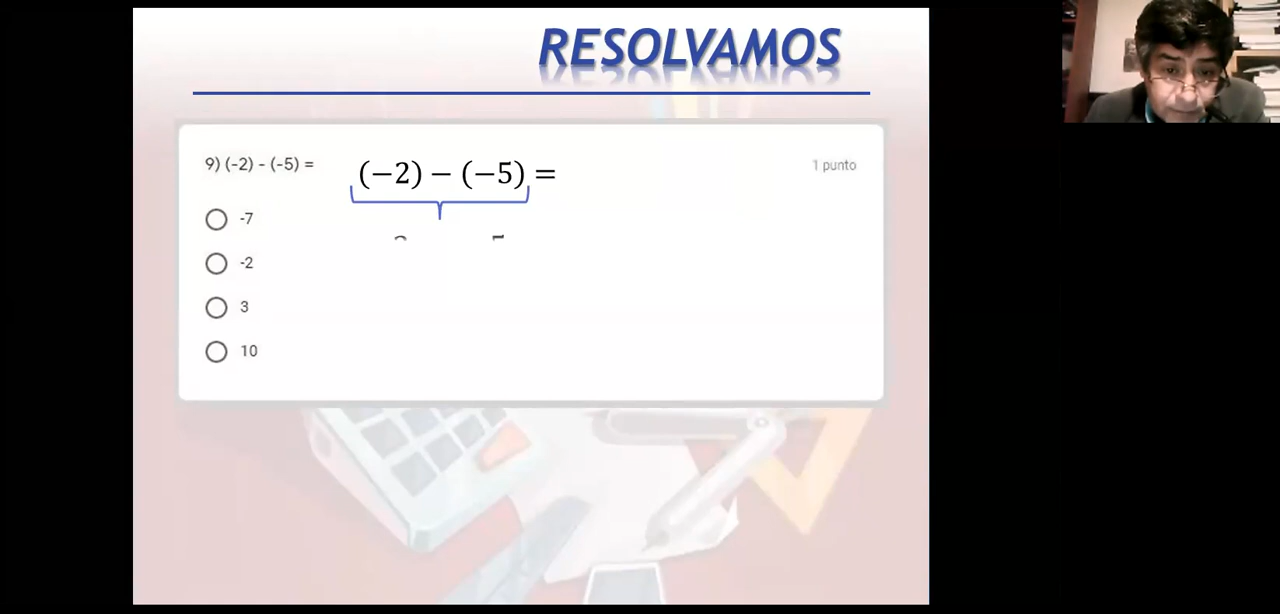 RESOLVAMOS
9) (-2) - (-5) =
(−2) − (−5) =
1 punto
-7
-2
3
10